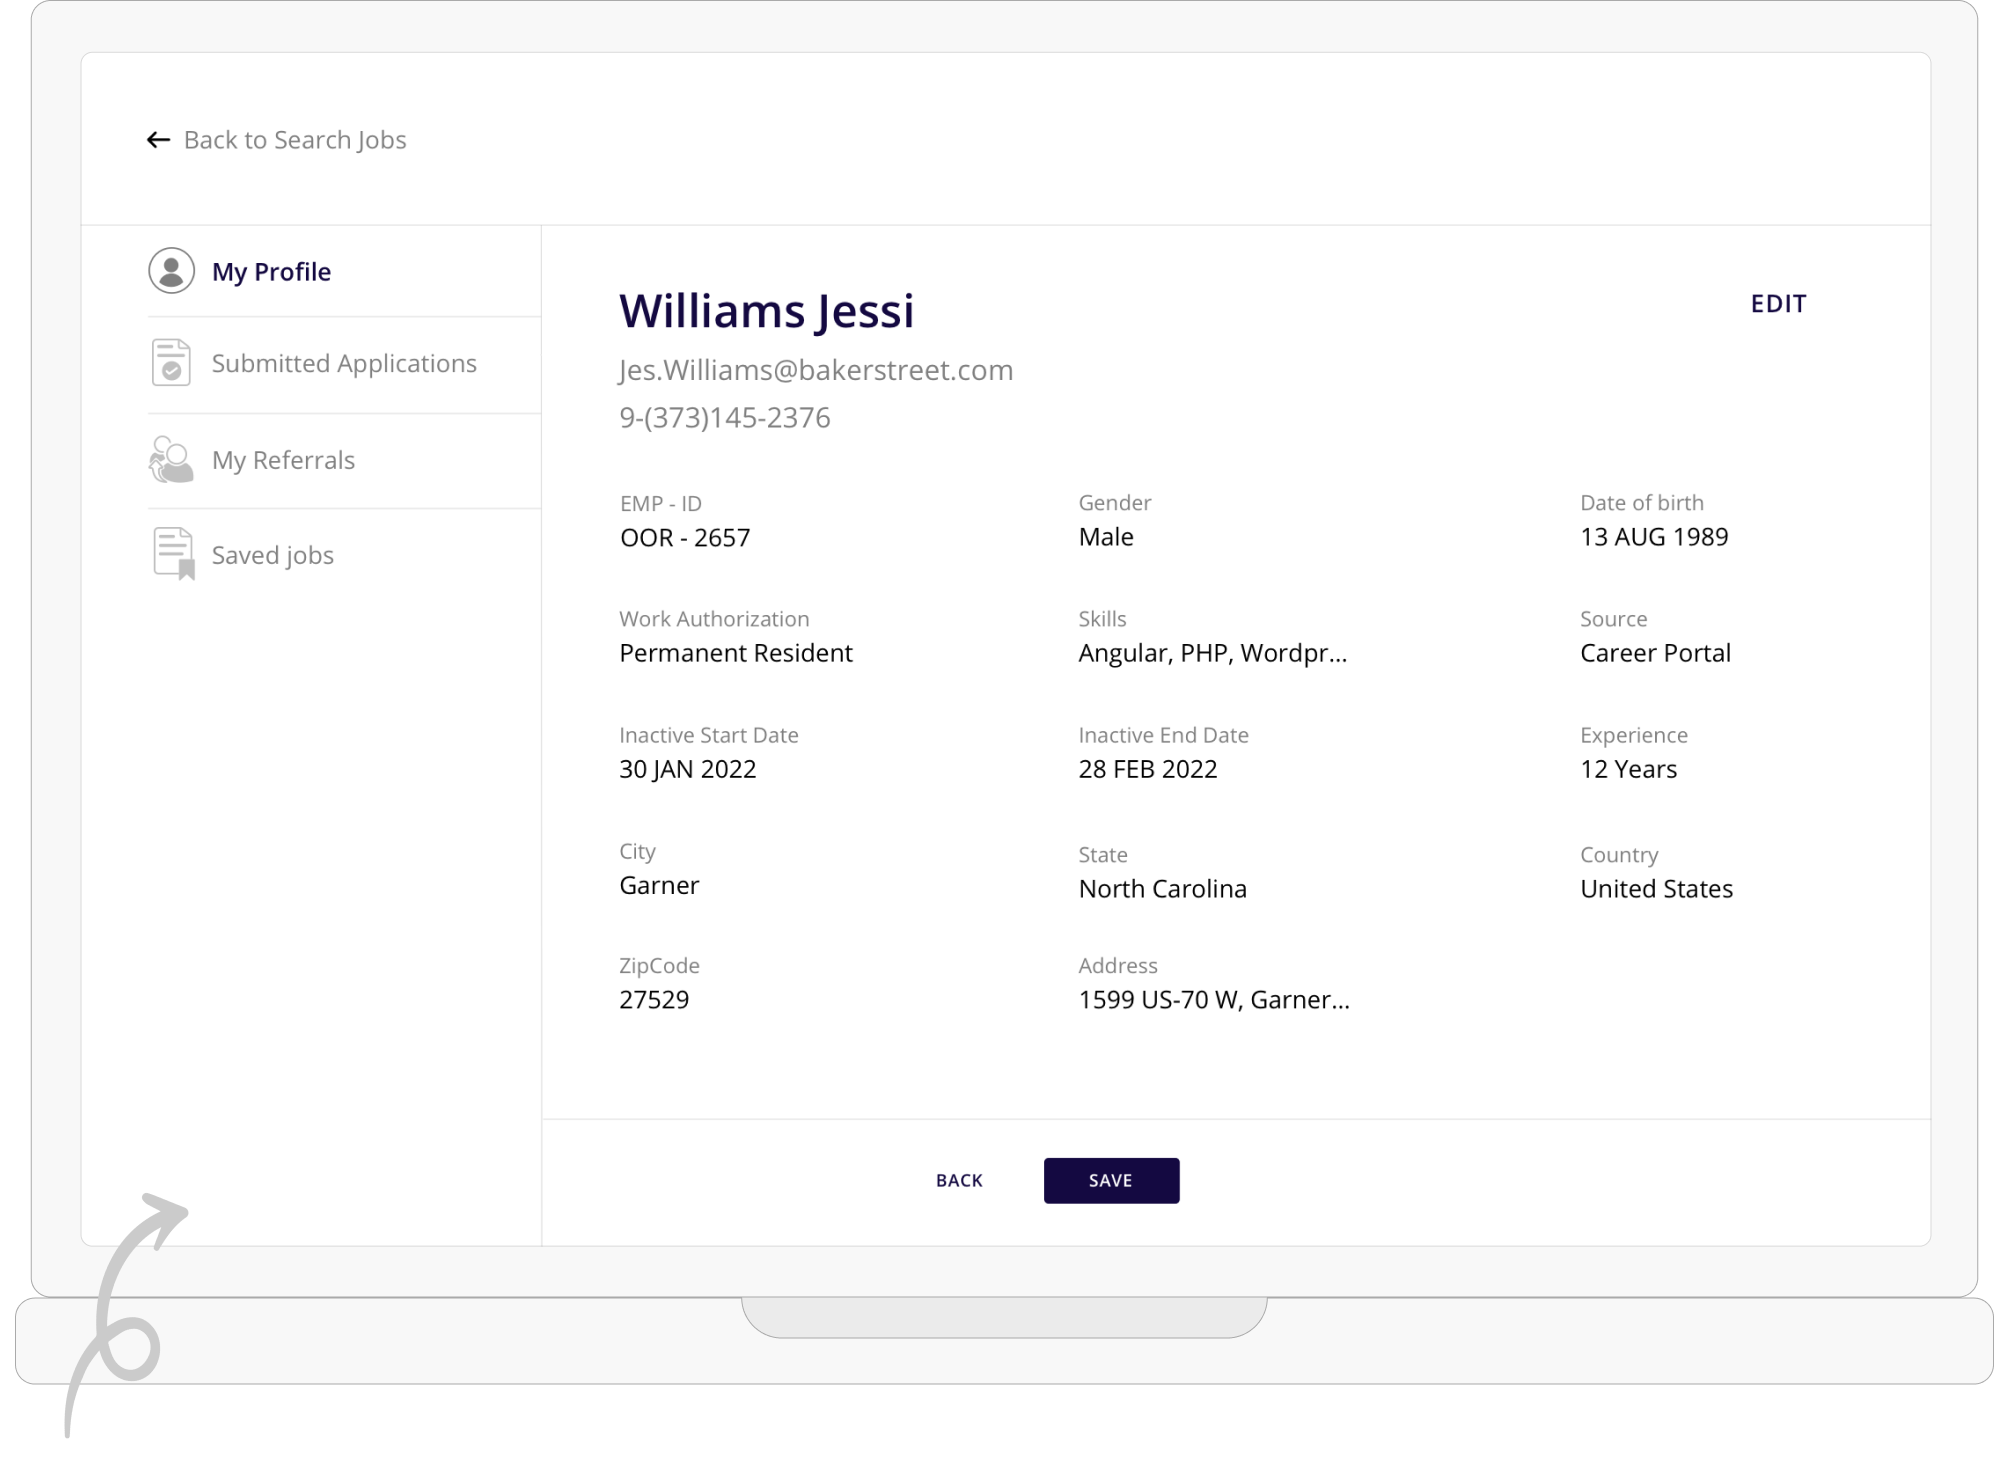 Back to Search Jobs
My Profile
Submitted Applications
My Referrals
Saved jobs
Williams Jessi
EDIT
Jes.Williams@bakerstreet.com
9-(373)145-2376
EMP - ID
OOR - 2657
Gender
Male
Date of birth
13 AUG 1989
Work Authorization
Permanent Resident
Skills
Angular, PHP, Wordpr...
Source
Career Portal
Inactive Start Date
30 JAN 2022
Inactive End Date
28 FEB 2022
Experience
12 Years
City
Garner
State
North Carolina
Country
United States
ZipCode
27529
Address
1599 US-70 W, Garner...
BACK
SAVE